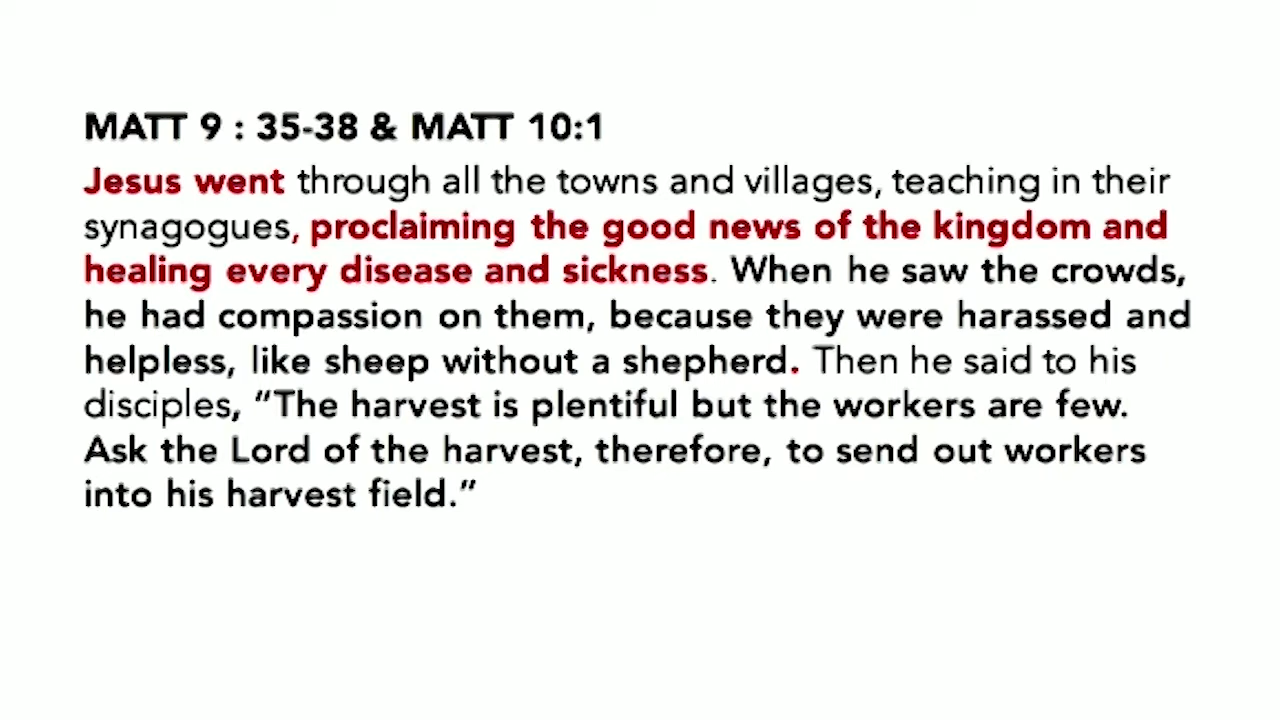 MATT 9 : 35-38 & MATT 10:1
Jesus went through all the towns and villages, teaching in their
synagogues, proclaiming the good news of the kingdom and
healing every disease and sickness. When he saw the crowds,
he had compassion on them, because they were harassed and
helpless, like sheep without a shepherd. Then he said to his
disciples, “The harvest is plentiful but the workers are few.
Ask the Lord of the harvest, therefore, to send out workers
into his harvest field.”